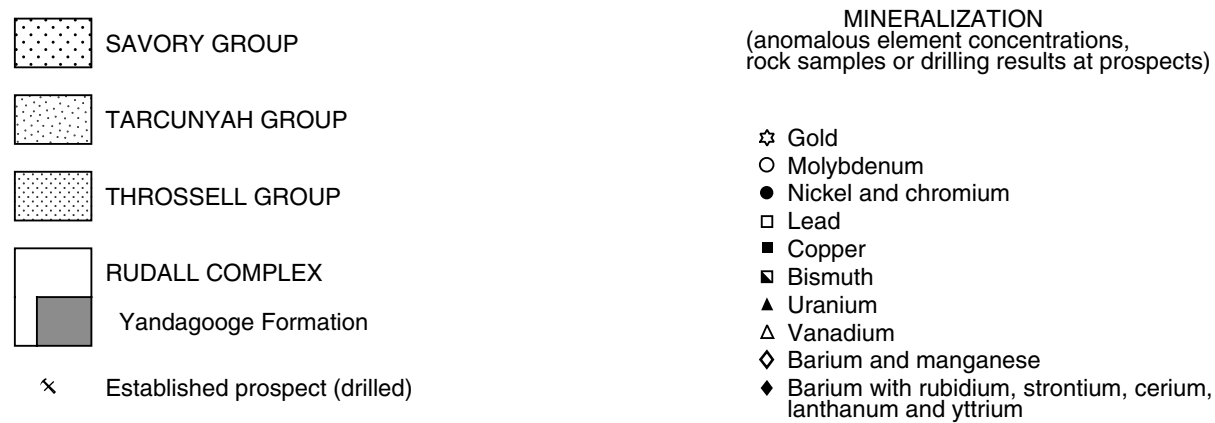 SAVORY GROUP
TARCUNYAH GROUP
THROSSELL GROUP
RUDALL COMPLEX
Yandagooge Formation
Established prospect (drilled)
MINERALIZATION
(anomalous element concentrations,
rock samples or drilling results at prospects)
Gold
Molybdenum
Nickel and chromium
Lead
Copper
Bismuth
Uranium
Vanadium
Barium and manganese
Barium with rubidium, strontium, cerium,
lanthanum and yttrium